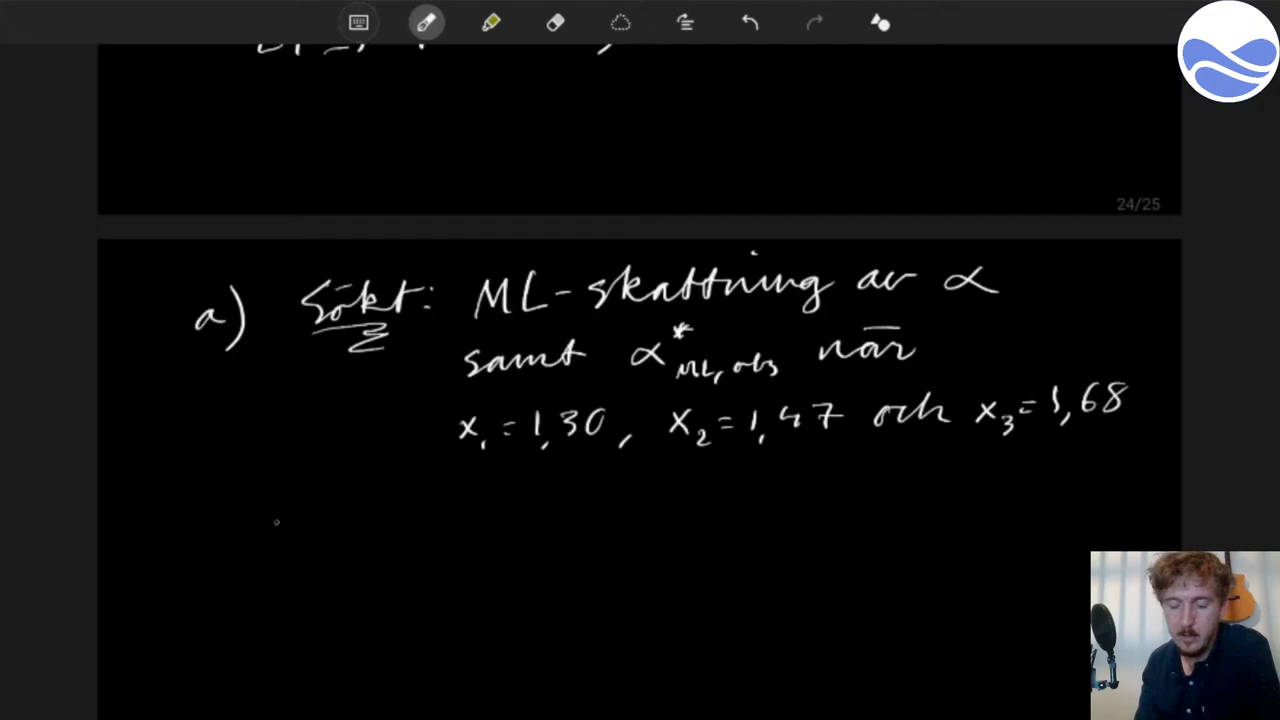 24/25
a) Sökt: ML-skattning av α
samt α*ML,obs när
x₁ = 1,30, x₂ = 1,47 och x₃ = 1,68